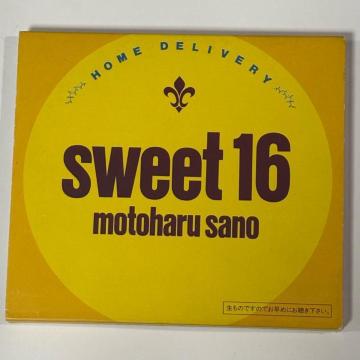 HOME DELIVERY
sweet 16
motoharu sano
生ものですのでお早めにお聴き下さい。